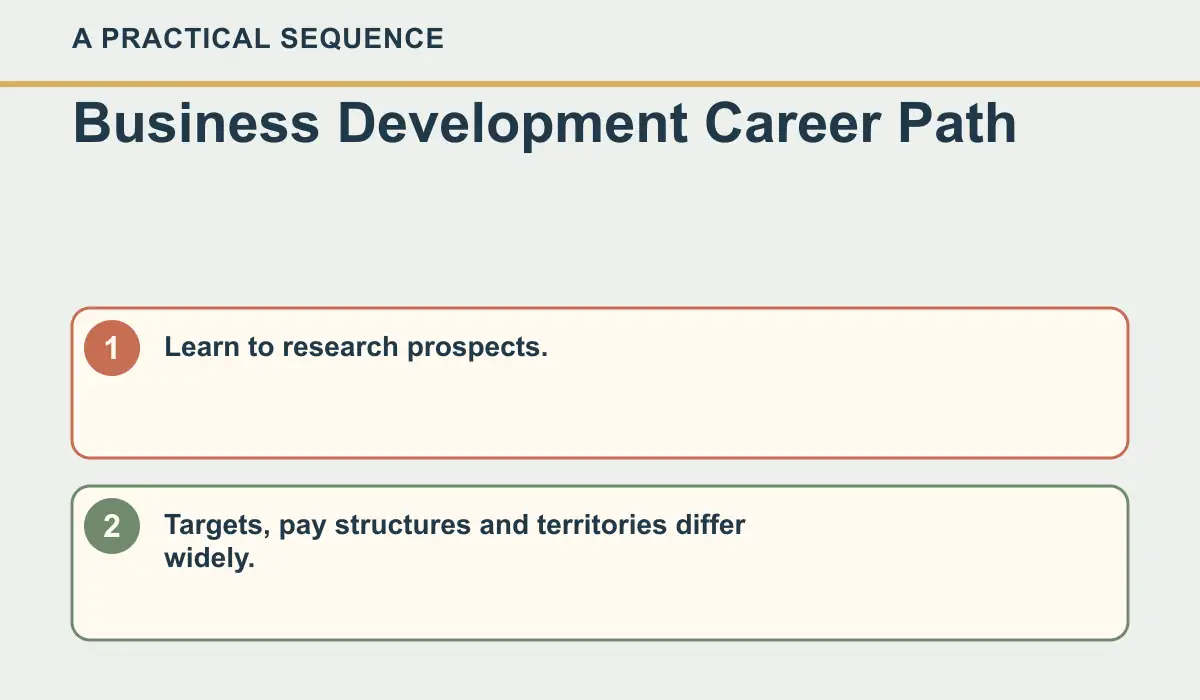 A PRACTICAL SEQUENCE
Business Development Career Path
1
Learn to research prospects.
2
Targets, pay structures and territories differ
widely.